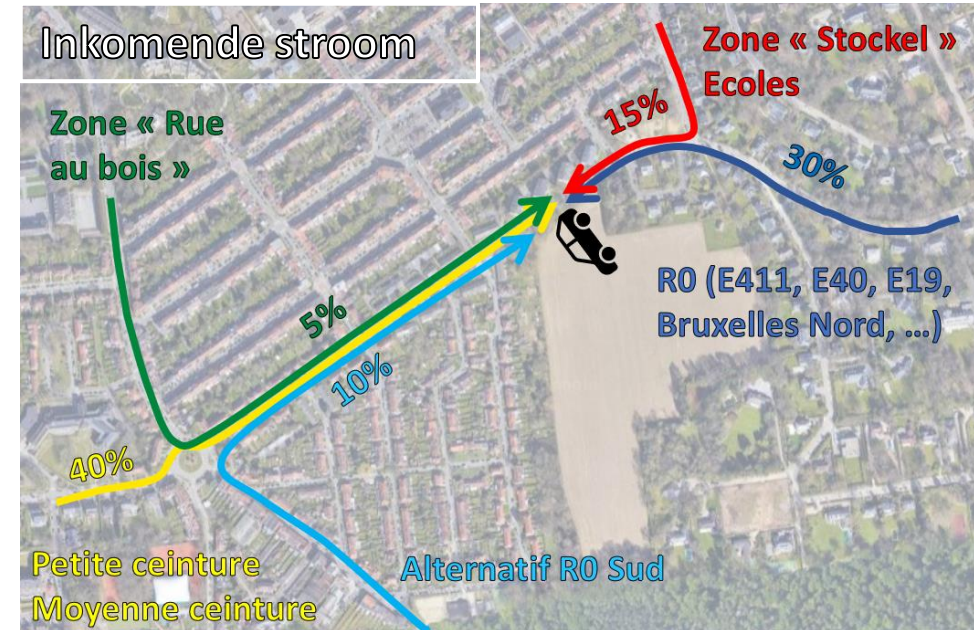 Inkomende stroom
Zone « Stockel »
Ecoles
15%
Zone « Rue
au bois »
30%
R0 (E411, E40, E19,
Bruxelles Nord, ...)
5%
10%
40%
Petite ceinture
Moyenne ceinture
Alternatif R0 Sud